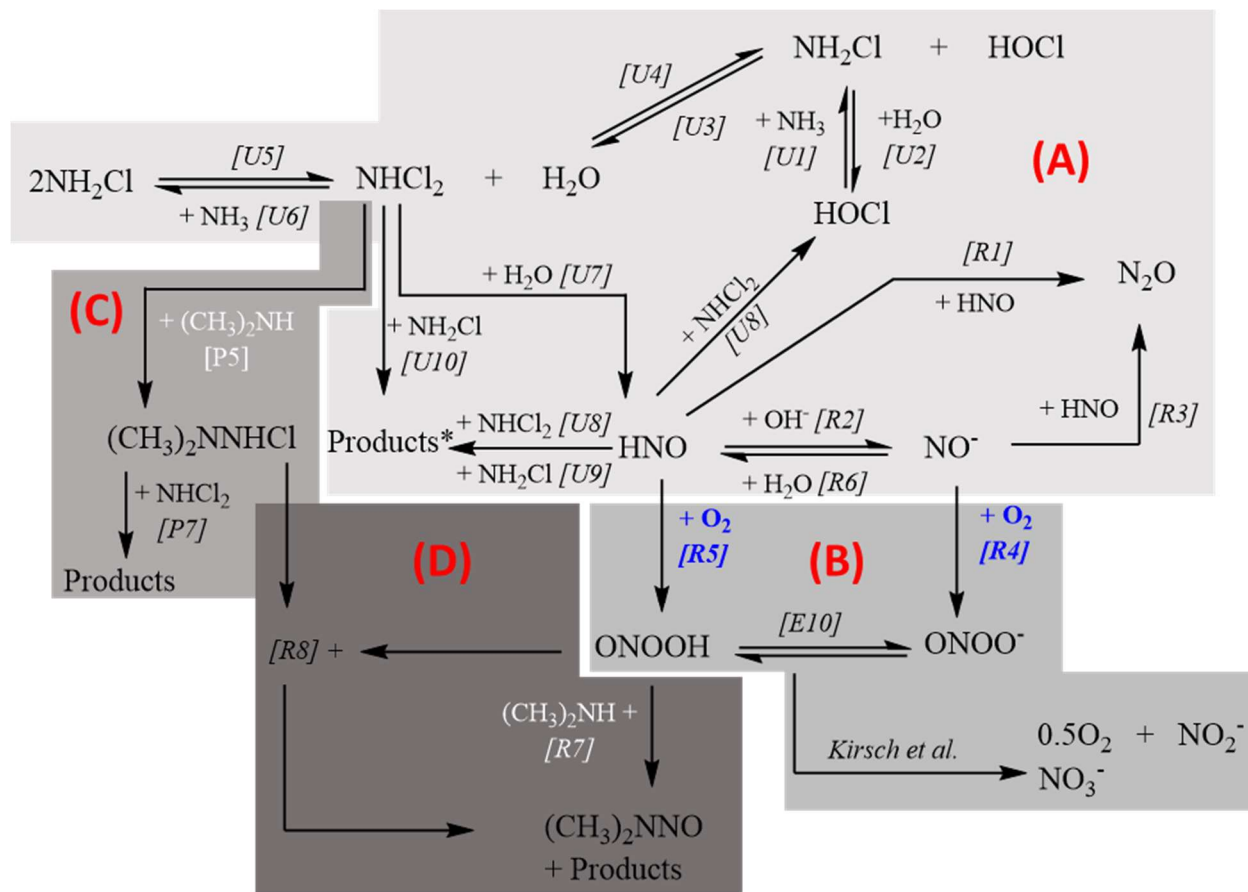 NH₂Cl + HOCl
[U4]
[U3]
+ NH₃
[U1]
+H₂O
[U2]
(A)
2NH₂Cl
[U5]
+ NH₃ [U6]
NHCl₂ + H₂O
HOCl
(C)
+ H₂O [U7]
[R1]
+ HNO
N₂O
+ (CH₃)₂NH
[P5]
+ NH₂Cl
[U10]
+ NHCl₂
[U8]
(CH₃)₂NNHCl
Products*
+ NHCl₂ [U8]
+ NH₂Cl [U9]
HNO
+ OH⁻ [R2]
+ H₂O [R6]
NO⁻
+ HNO
[R3]
+ NHCl₂
[P7]
Products
(D)
+ O₂
[R5]
(B)
+ O₂
[R4]
[R8] +
ONOOH
[E10]
ONOO⁻
(CH₃)₂NH +
[R7]
Kirsch et al.
0.5O₂ + NO₂⁻
NO₃⁻
(CH₃)₂NNO
+ Products